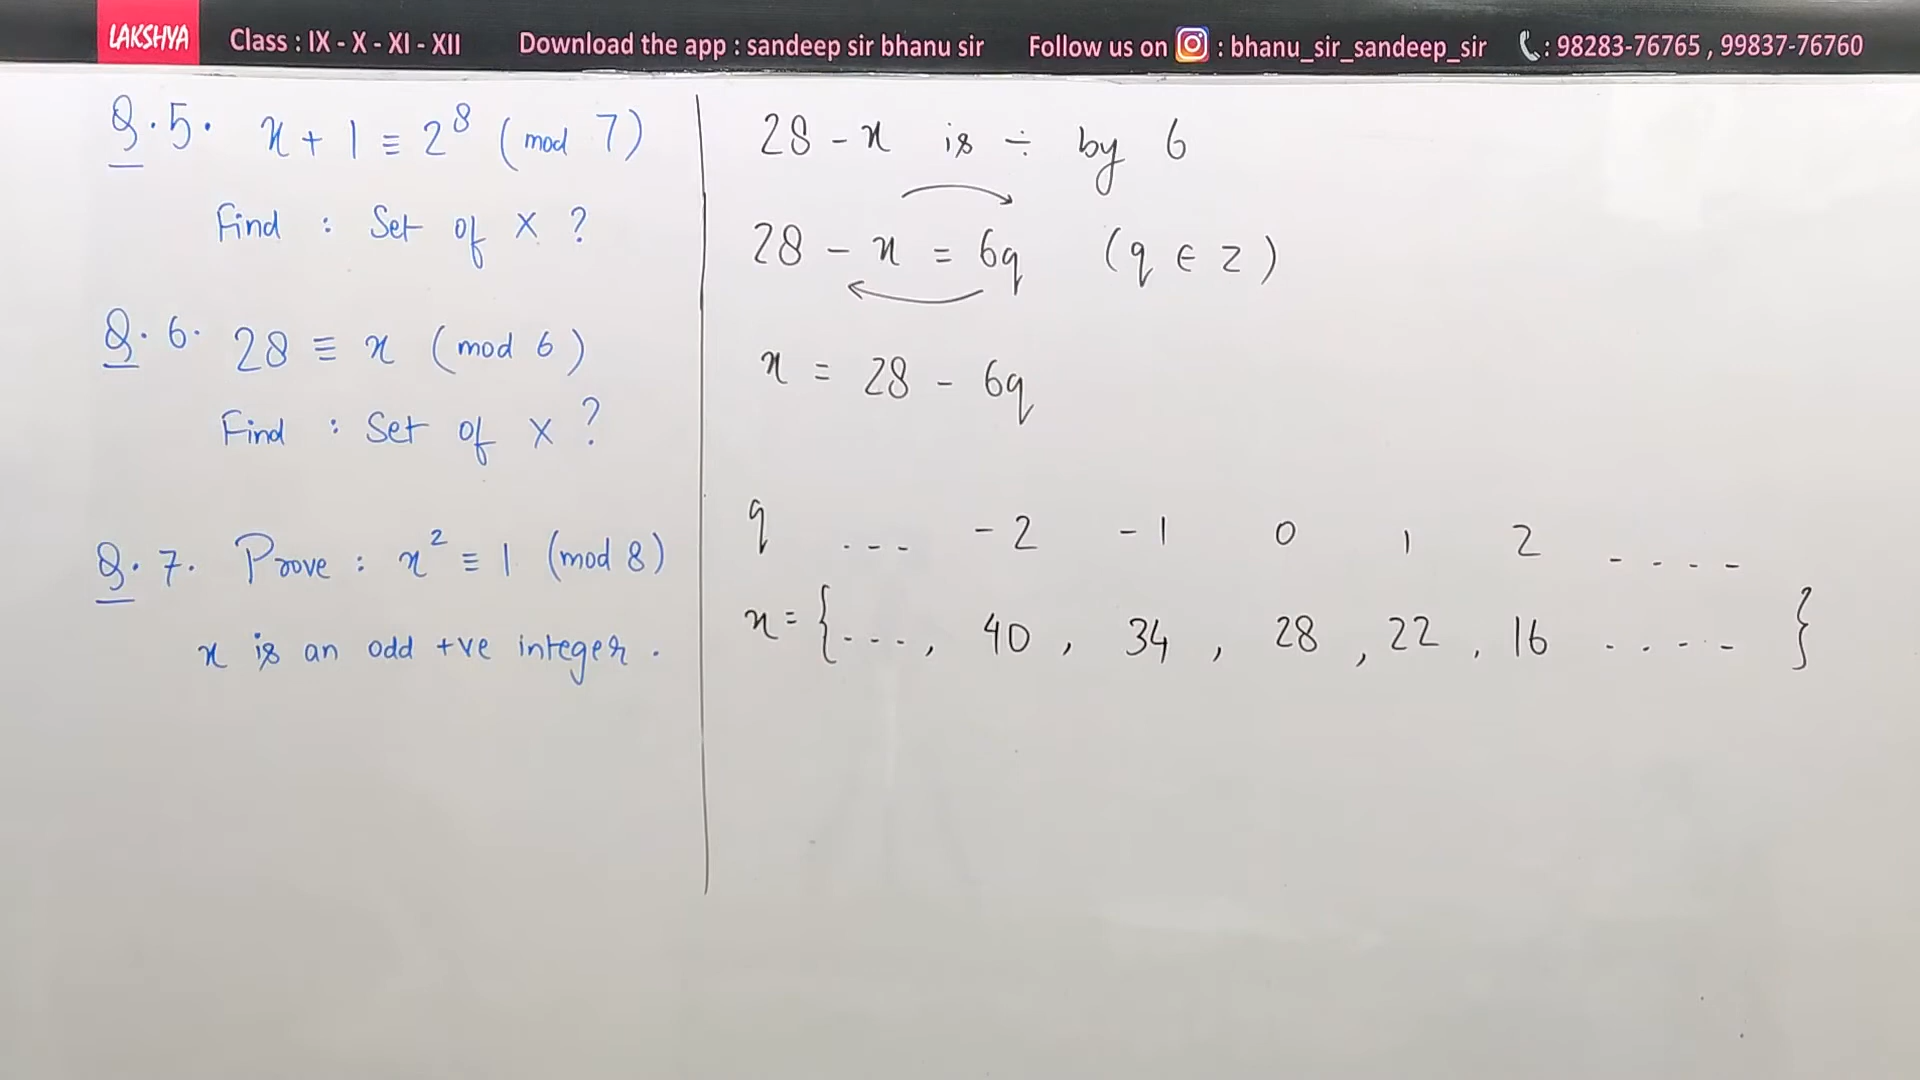 LAKSHYA Class : IX - X - XI - XII Download the app : sandeep sir bhanu sir Follow us on : bhanu_sir_sandeep_sir : 98283-76765 , 99837-76760
Q.5. x + 1 ≡ 2⁸ (mod 7)
Find : Set of X ?
Q.6. 28 ≡ x (mod 6)
Find : Set of X ?
Q.7. Prove : x² ≡ 1 (mod 8)
x is an odd +ve integer.
28 - x is ÷ by 6
28 - x = 6q (q ∈ z)
x = 28 - 6q
q ... -2 -1 0 1 2 ....
x = {..., 40, 34, 28, 22, 16 ..... }